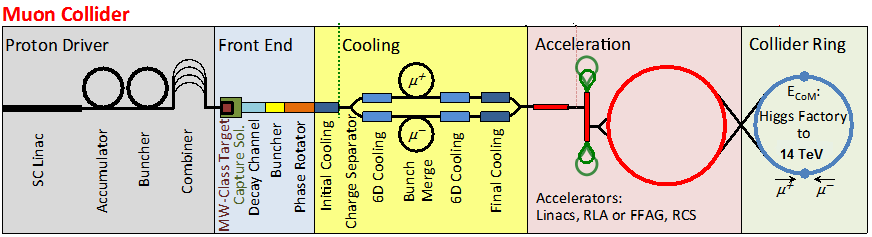 Muon Collider
Proton Driver
SC Linac
Accumulator
Buncher
Combiner
Front End
MW-Class Target
Capture Sol.
Decay Channel
Buncher
Phase Rotator
Cooling
Initial Cooling
Charge Separator
6D Cooling
μ+
μ−
Bunch
Merge
6D Cooling
Final Cooling
Acceleration
Accelerators:
Linacs, RLA or FFAG, RCS
Collider Ring
ECoM:
Higgs Factory
to
14 TeV
μ+ μ−